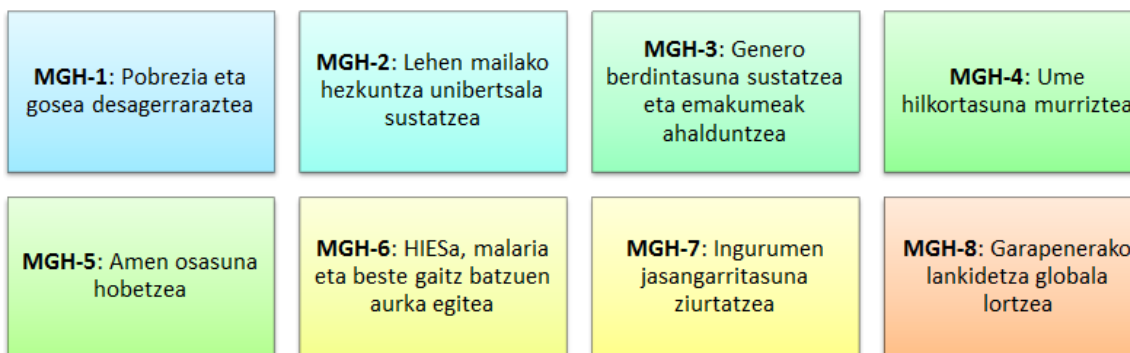 MGH-1: Pobrezia eta
gosea desagerraraztea
MGH-2: Lehen mailako
hezkuntza unibertsala
sustatzea
MGH-3: Genero
berdintasuna sustatzea
eta emakumeak
ahalduntzea
MGH-4: Ume
hilkortasuna murriztea
MGH-5: Amen osasuna
hobetzea
MGH-6: HIESa, malaria
eta beste gaitz batzuen
aurka egitea
MGH-7: Ingurumen
jasangarritasuna
ziurtatzea
MGH-8: Garapenerako
lankidetza globala
lortzea